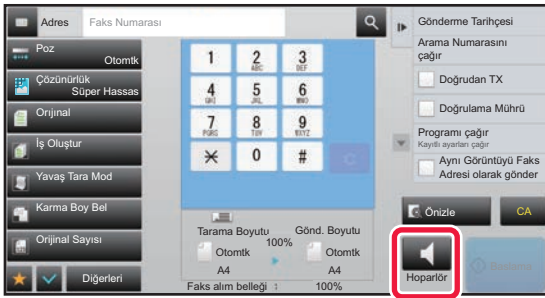 Adres
Faks Numarası
Poz
Otomtk
Çözünürlük
Süper Hassas
Orijinal
İş Oluştur
Yavaş Tara Mod
Karma Boy Bel
Orijinal Sayısı
Diğerleri
1
2
ABC
3
DEF
4
GHI
5
JKL
6
MNO
7
PQRS
8
TUV
9
WXYZ
0
#
C
Tarama Boyutu
Gönd. Boyutu
100%
Otomtk
Otomtk
A4
A4
Faks alım belleği :
100%
Gönderme Tarihçesi
Arama Numarasını
çağır
Doğrudan TX
Doğrulama Mührü
Programı çağır
Kayıtlı ayarları çağır
Aynı Görüntüyü Faks
Adresi olarak gönder
Önizle
CA
Hoparlör
Başlatma